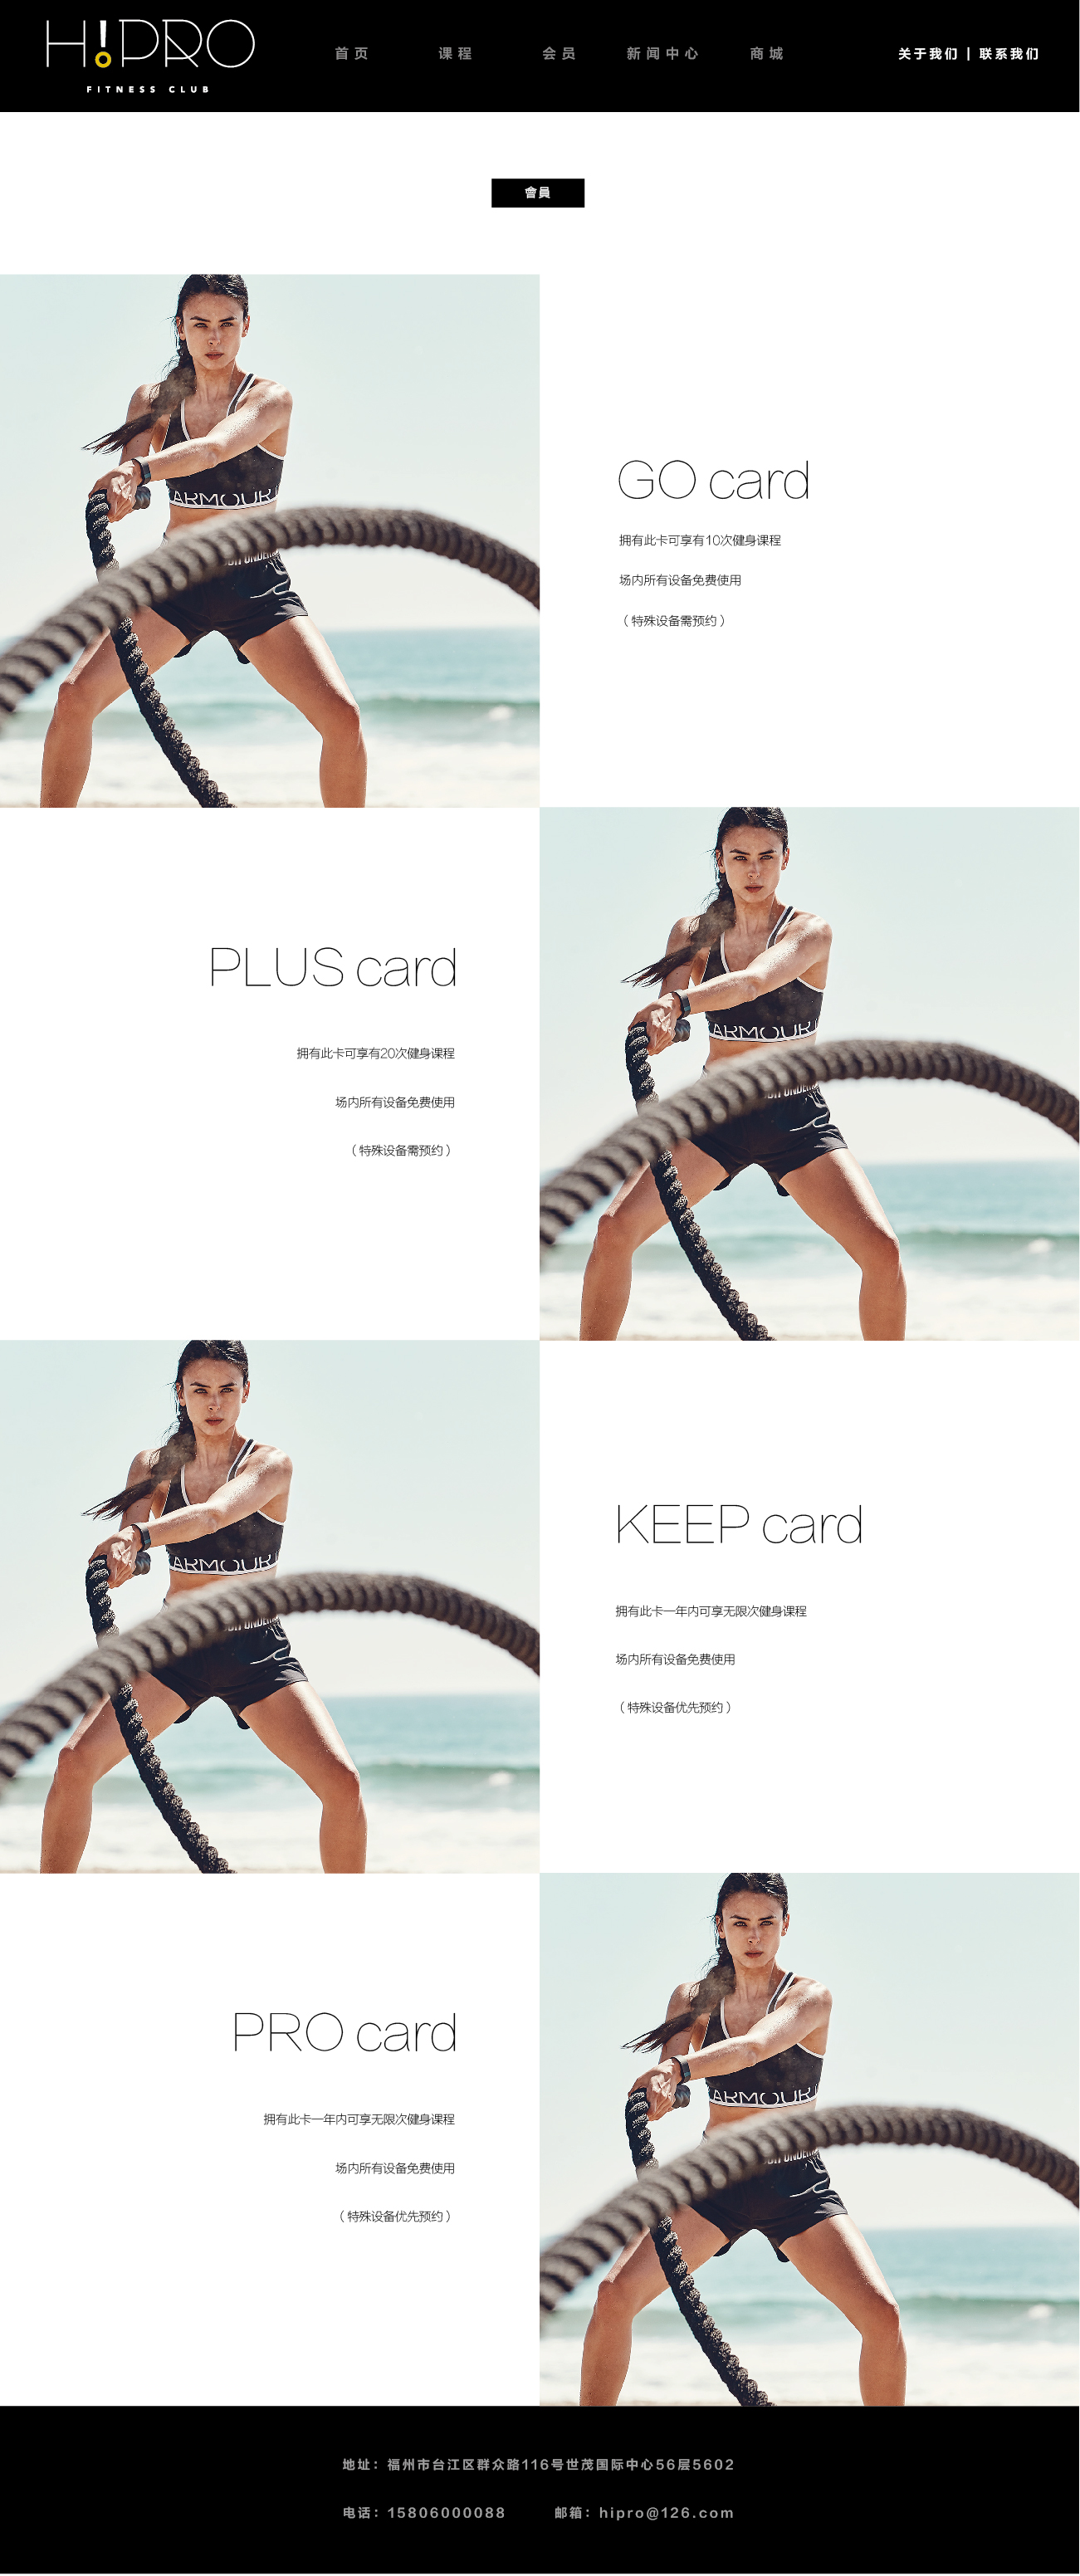 H!PRO
FITNESS CLUB
首页 课程 会员 新闻中心 商城 关于我们 | 联系我们
會員
ARMOUR
GO card
拥有此卡可享有10次健身课程
场内所有设备免费使用
（特殊设备需预约）
PLUS card
拥有此卡可享有20次健身课程
场内所有设备免费使用
（特殊设备需预约）
ARMOUR
ARMOUR
KEEP card
拥有此卡一年内可享无限次健身课程
场内所有设备免费使用
（特殊设备优先预约）
PRO card
拥有此卡一年内可享无限次健身课程
场内所有设备免费使用
（特殊设备优先预约）
ARMOUR
地址：福州市台江区群众路116号世茂国际中心56层5602
电话：15806000088 邮箱：hipro@126.com